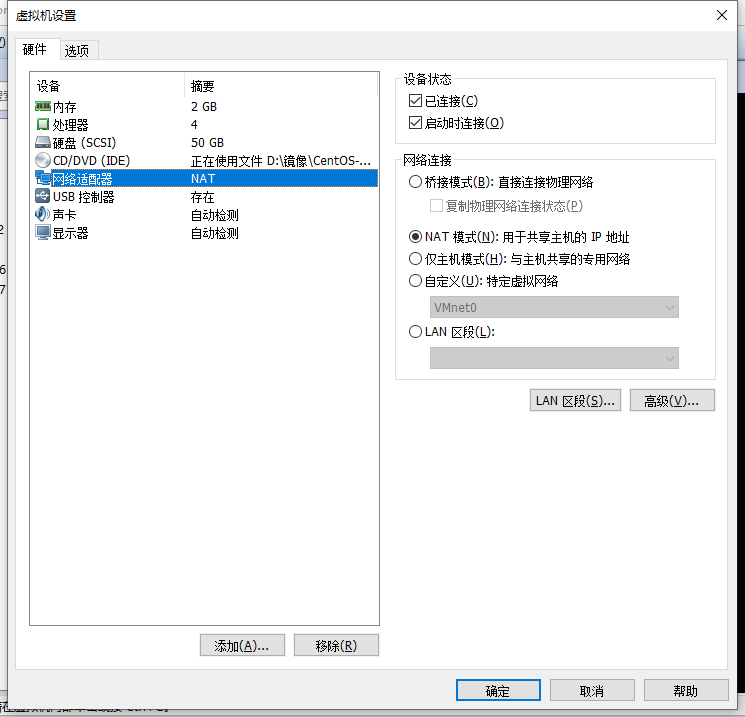 虚拟机设置
硬件 选项
设备 摘要
内存 2 GB
处理器 4
硬盘 (SCSI) 50 GB
CD/DVD (IDE) 正在使用文件 D:\镜像\CentOS-...
网络适配器 NAT
USB 控制器 存在
声卡 自动检测
显示器 自动检测
添加(A)... 移除(R)
设备状态
已连接(C)
启动时连接(O)
网络连接
桥接模式(B): 直接连接物理网络
复制物理网络连接状态(P)
NAT 模式(N): 用于共享主机的 IP 地址
仅主机模式(H): 与主机共享的专用网络
自定义(U): 特定虚拟网络
VMnet0
LAN 区段(L):
LAN 区段(S)... 高级(V)...
确定 取消 帮助